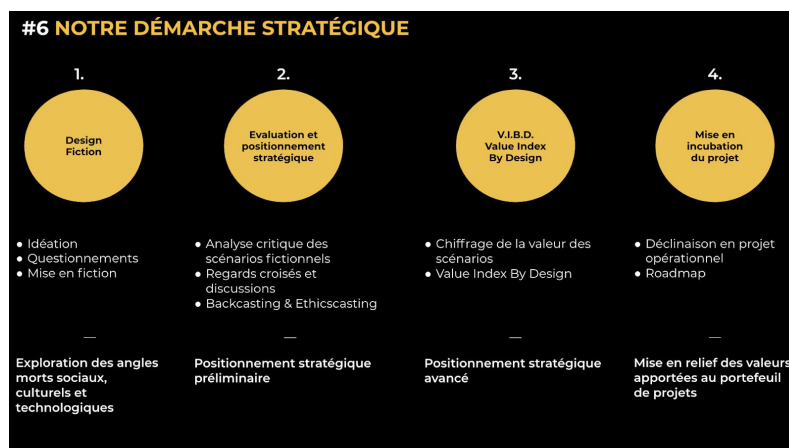 #6 NOTRE DÉMARCHE STRATÉGIQUE
1.
Design
Fiction
● Idéation
● Questionnements
● Mise en fiction
—
Exploration des angles
morts sociaux,
culturels et
technologiques
2.
Evaluation et
positionnement
stratégique
● Analyse critique des
scénarios fictionnels
● Regards croisés et
discussions
● Backcasting & Ethicscasting
—
Positionnement stratégique
préliminaire
3.
V.I.B.D.
Value Index
By Design
● Chiffrage de la valeur des
scénarios
● Value Index By Design
—
Positionnement stratégique
avancé
4.
Mise en
incubation
du projet
● Déclinaison en projet
opérationnel
● Roadmap
—
Mise en relief des valeurs
apportées au portefeuil
de projets